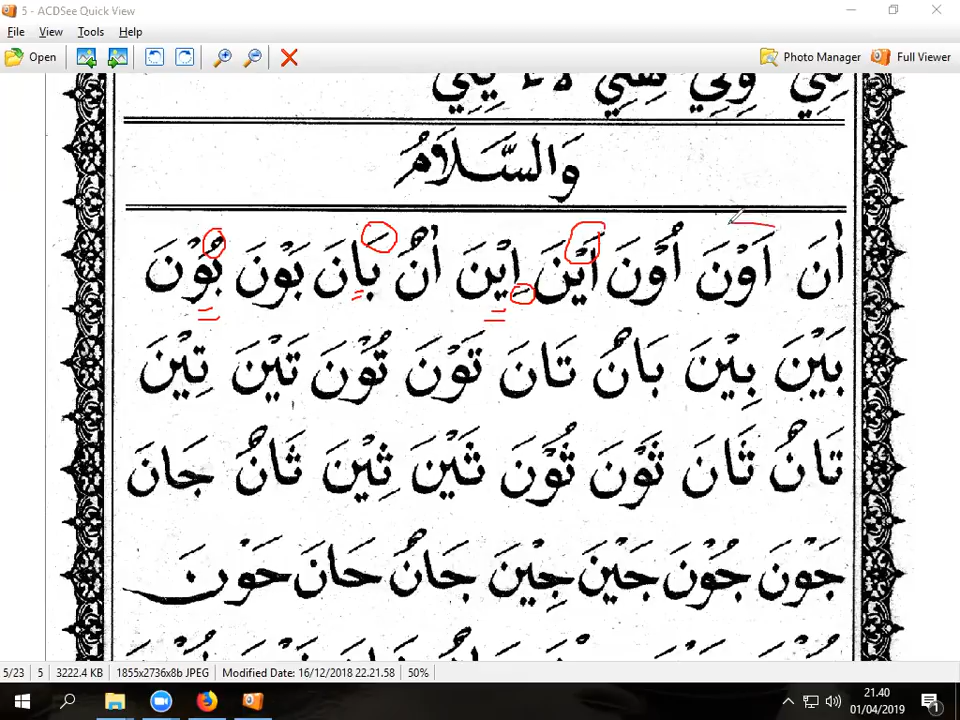 5 - ACDSee Quick View
File View Tools Help
Open Photo Manager Full Viewer
وَالسَّلَامُ
اٰنَ اَوْنَ اُوْنَ اَيْنَ اِيْنَ اٰنُ بَانَ بَوْنَ بُوْنَ
بَيْنَ بِيْنَ بَانُ تَانَ تَوْنَ تُوْنَ تَيْنَ تِيْنَ
تَانُ ثَانَ ثَوْنَ ثُوْنَ ثَيْنَ ثِيْنَ ثَانُ جَانَ
جَوْنَ جُوْنَ جَيْنَ جِيْنَ جَانُ حَانَ حَوْنَ
5/23 5 3222.4 KB 1855x2736x8b JPEG Modified Date: 16/12/2018 22.21.58 50%
21.40
01/04/2019
1